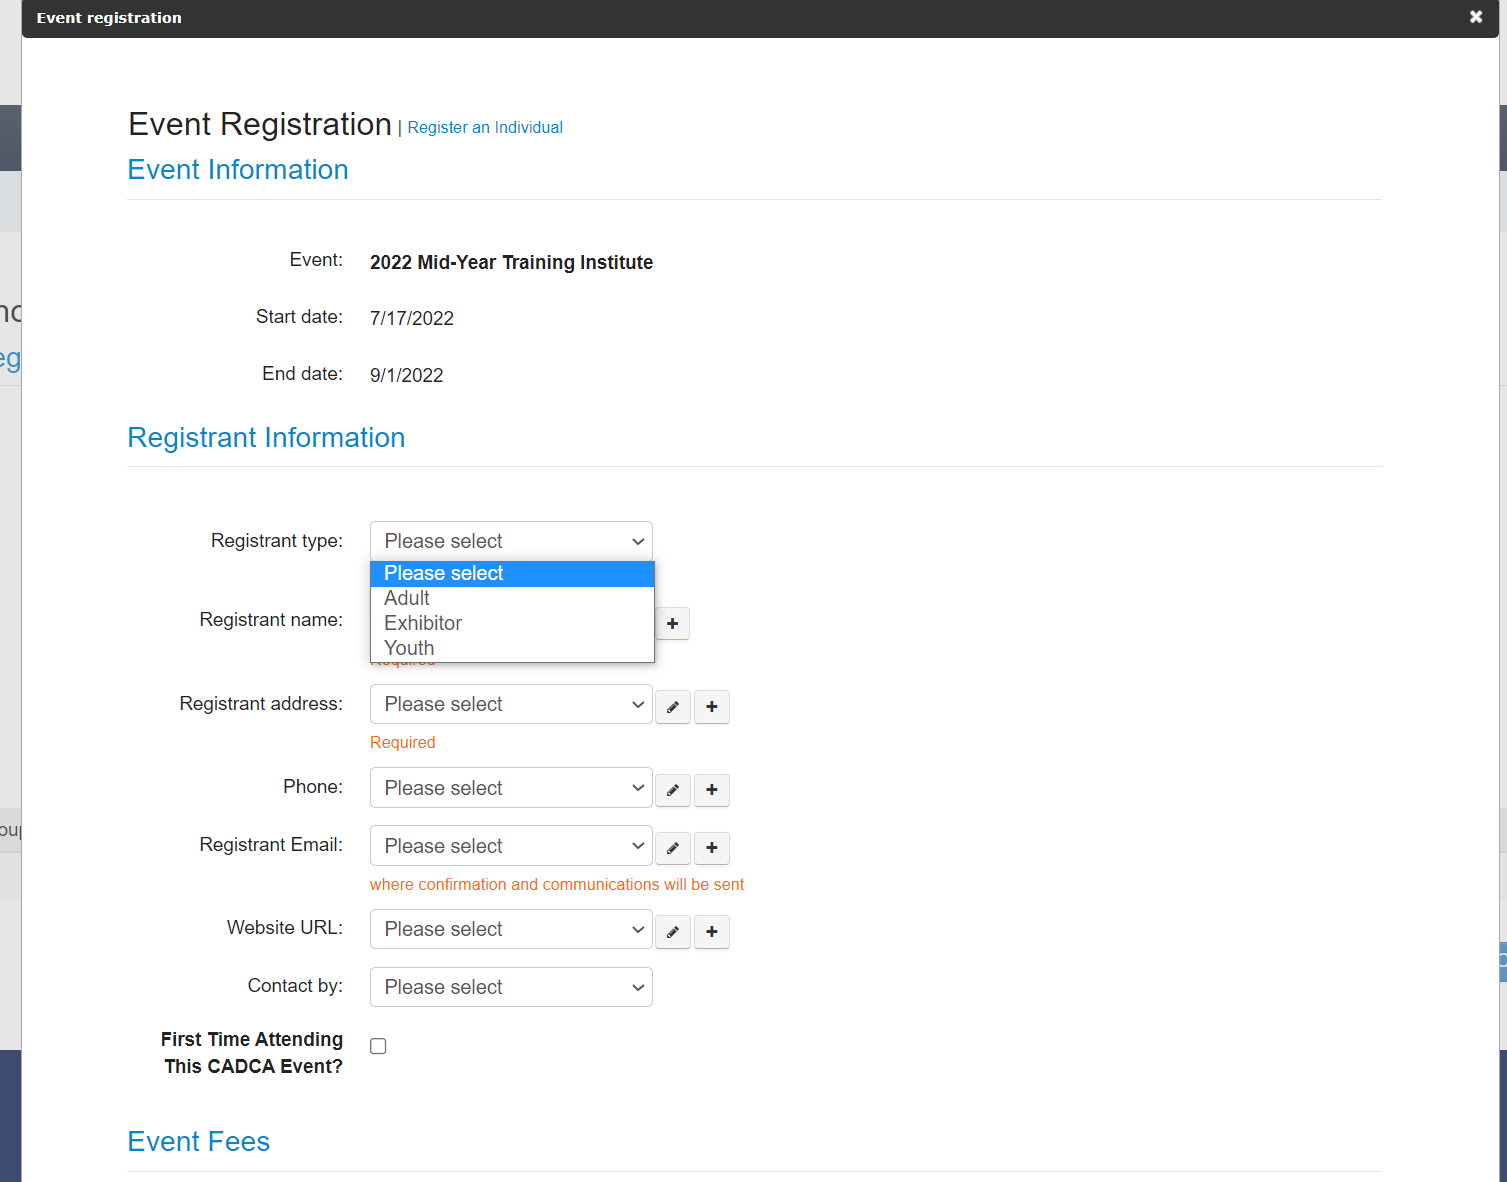 Event registration
Event Registration | Register an Individual
Event Information
Event: 2022 Mid-Year Training Institute
Start date: 7/17/2022
End date: 9/1/2022
Registrant Information
Registrant type: Please select
Please select
Adult
Exhibitor
Youth
Registrant name:
Required
Registrant address: Please select
Required
Phone: Please select
Registrant Email: Please select
where confirmation and communications will be sent
Website URL: Please select
Contact by: Please select
First Time Attending
This CADCA Event?
Event Fees